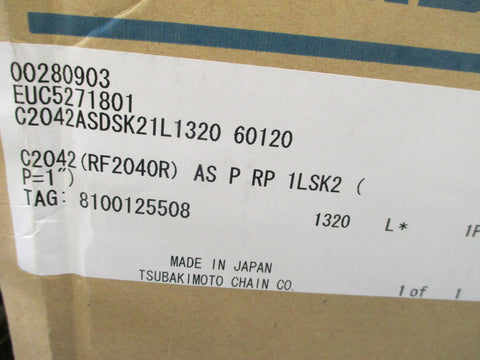 00280903
EUC5271801
C2042ASDSK21L1320 60120
C2042(RF2040R) AS P RP 1LSK2 (
P=1")
TAG: 8100125508
1320 L* 1P
MADE IN JAPAN
TSUBAKIMOTO CHAIN CO.
1 of 1